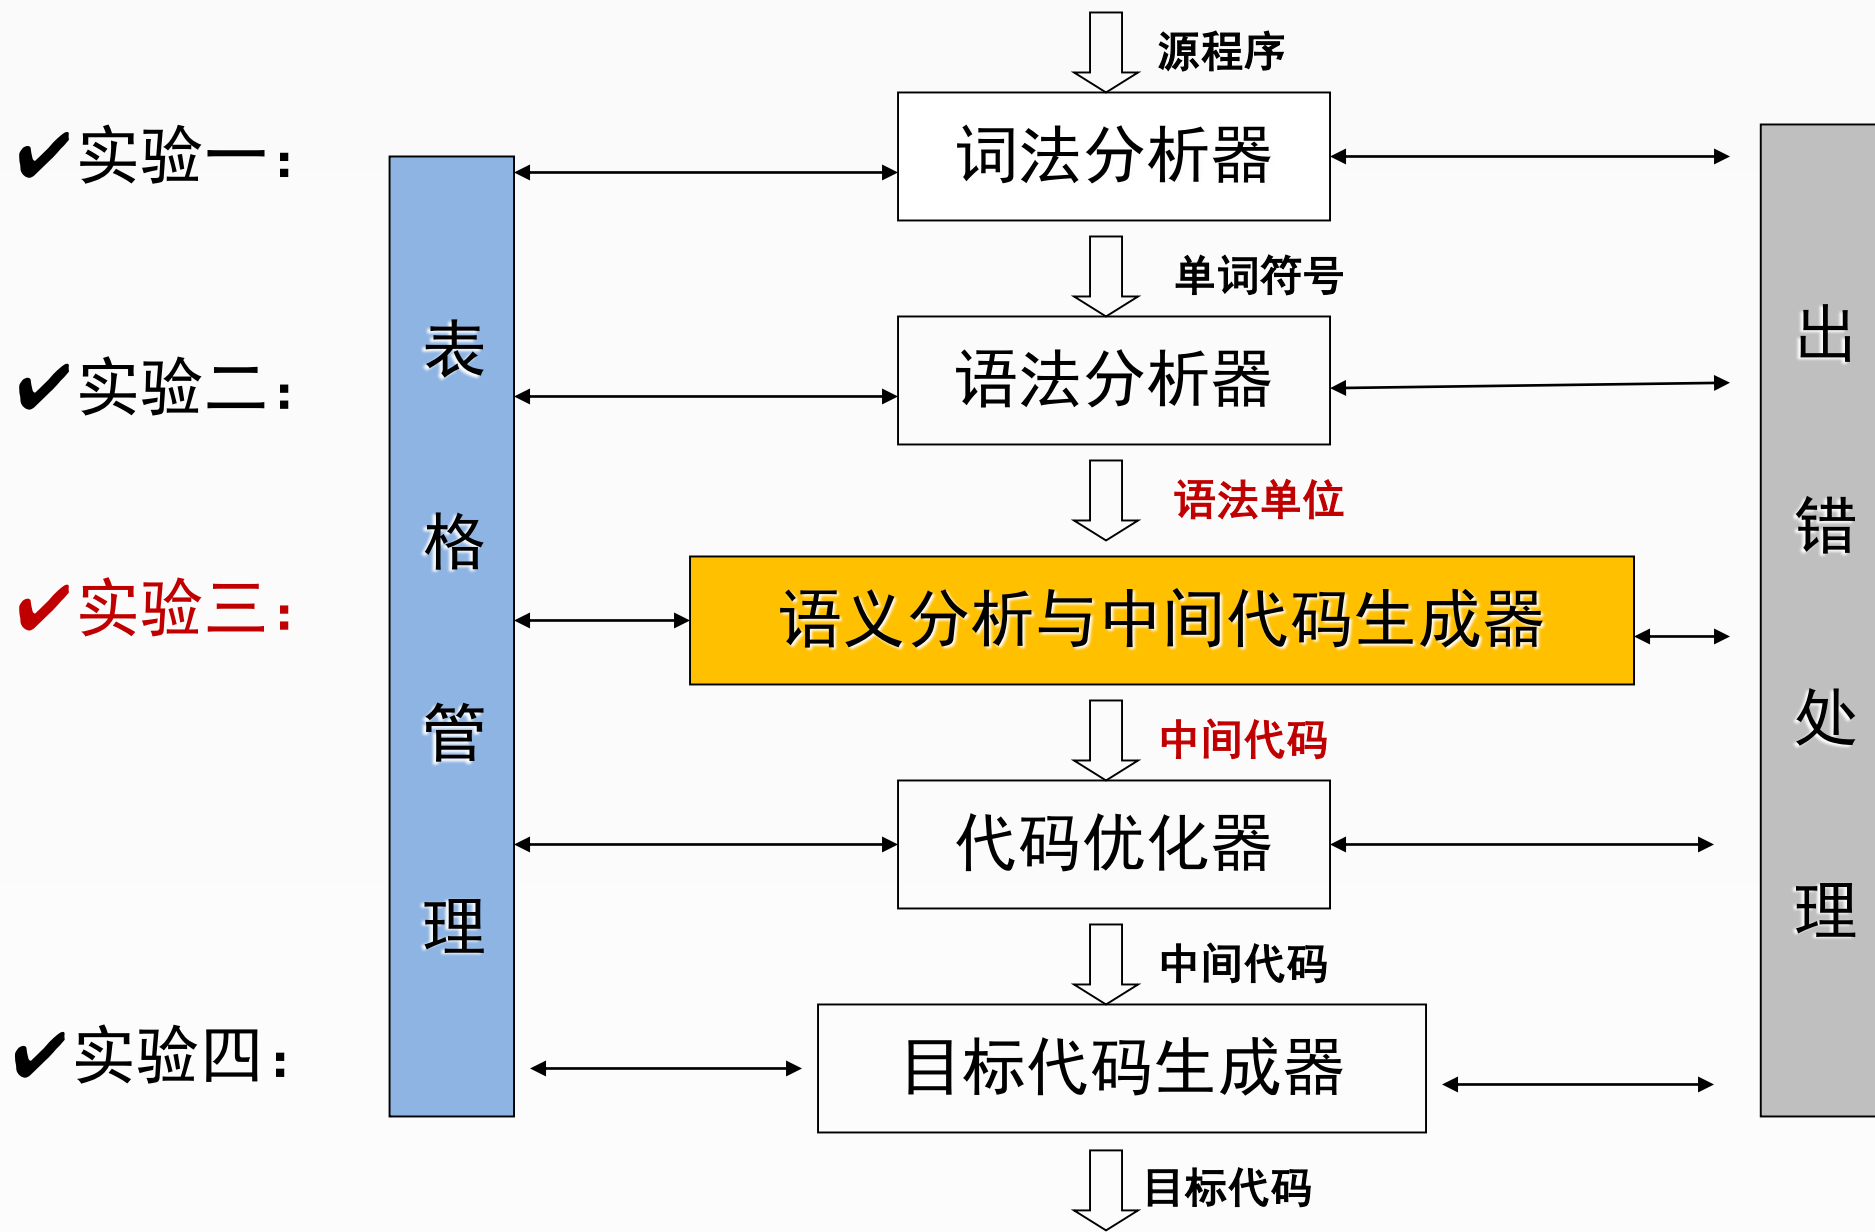 源程序
✔实验一：
词法分析器
单词符号
✔实验二：
语法分析器
语法单位
✔实验三：
语义分析与中间代码生成器
中间代码
代码优化器
中间代码
✔实验四：
目标代码生成器
目标代码
表
格
管
理
出
错
处
理